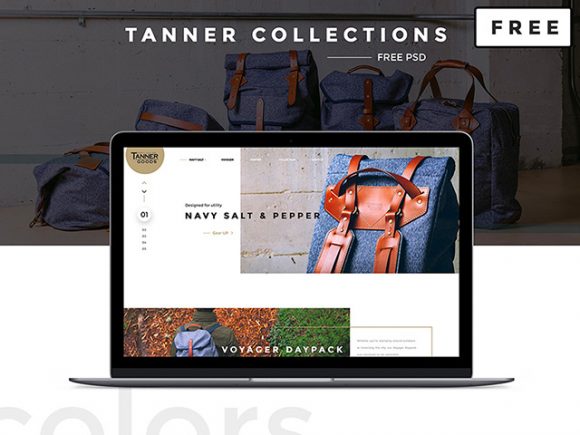 TANNER COLLECTIONS
FREE
FREE PSD
TANNER
GOODS
Designed for utility
NAVY SALT & PEPPER
01
Gear UP
02
03
04
05
VOYAGER DAYPACK
colors